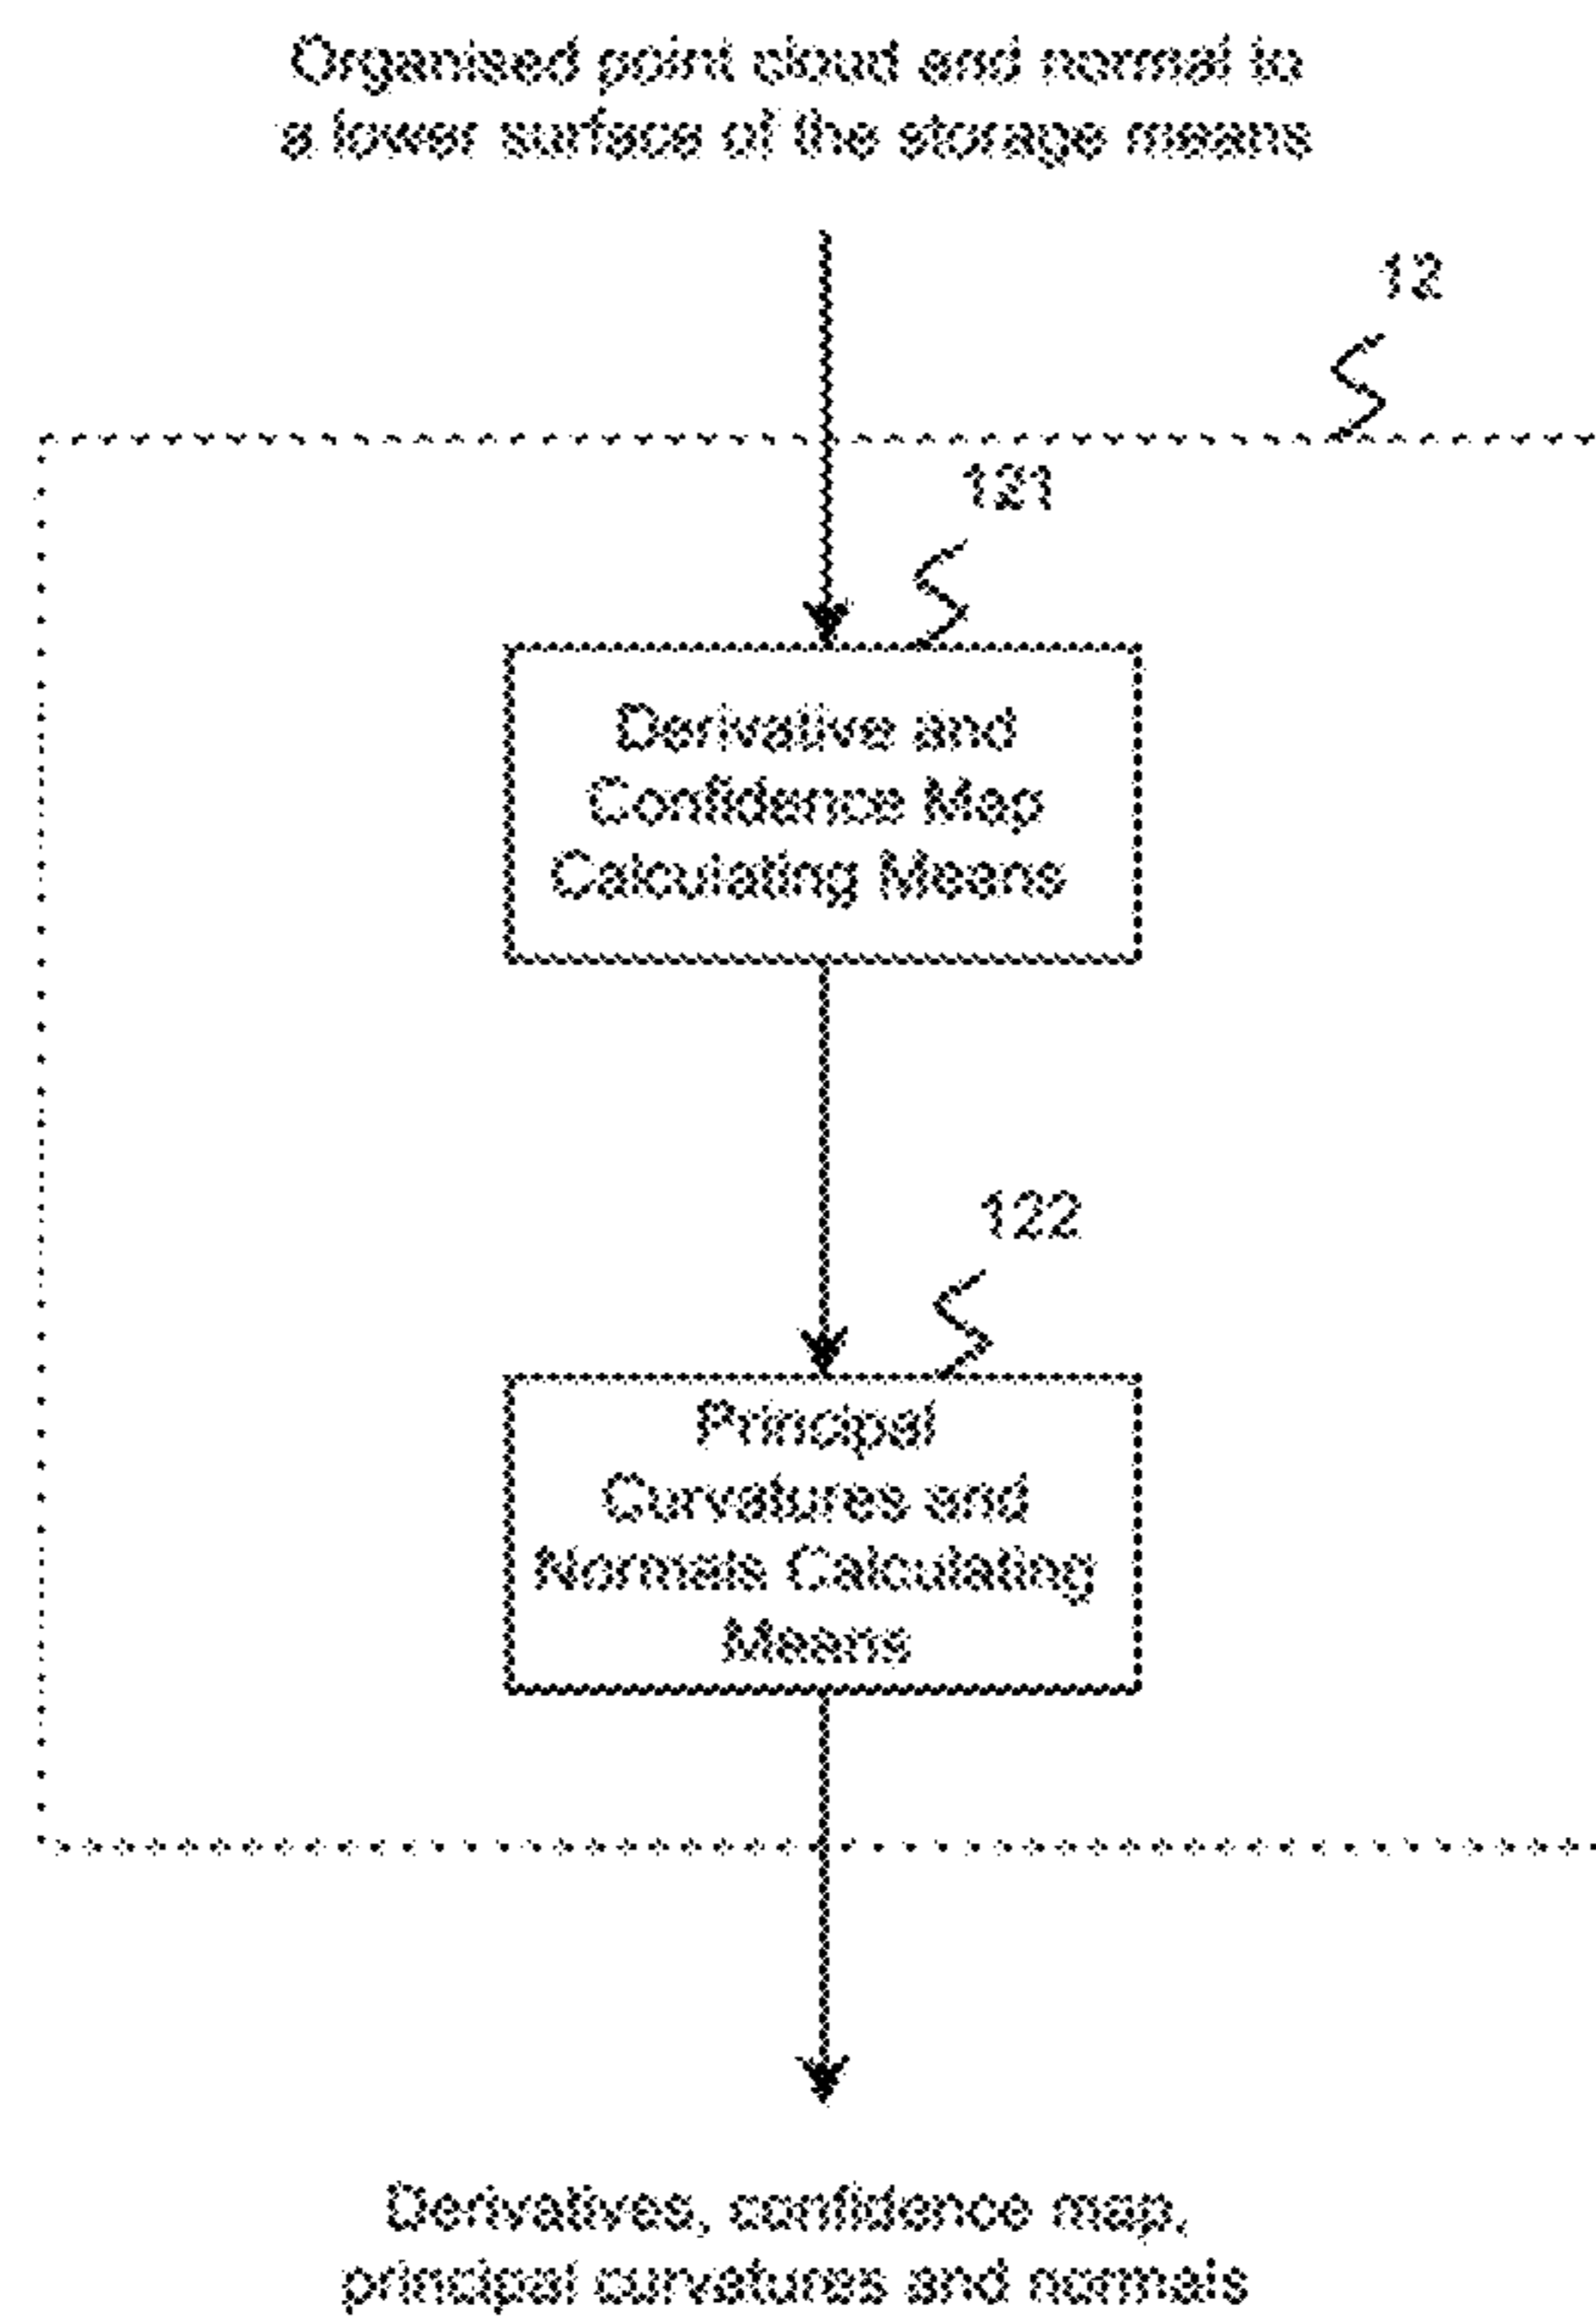 Organised point cloud and normal to
a lower surface of the storage means
12
121
Derivative and
Confidence Map
Calculating Means
122
Principal
Curvatures and
Normals Calculating
Means
Derivatives, confidence map,
principal curvatures and normals